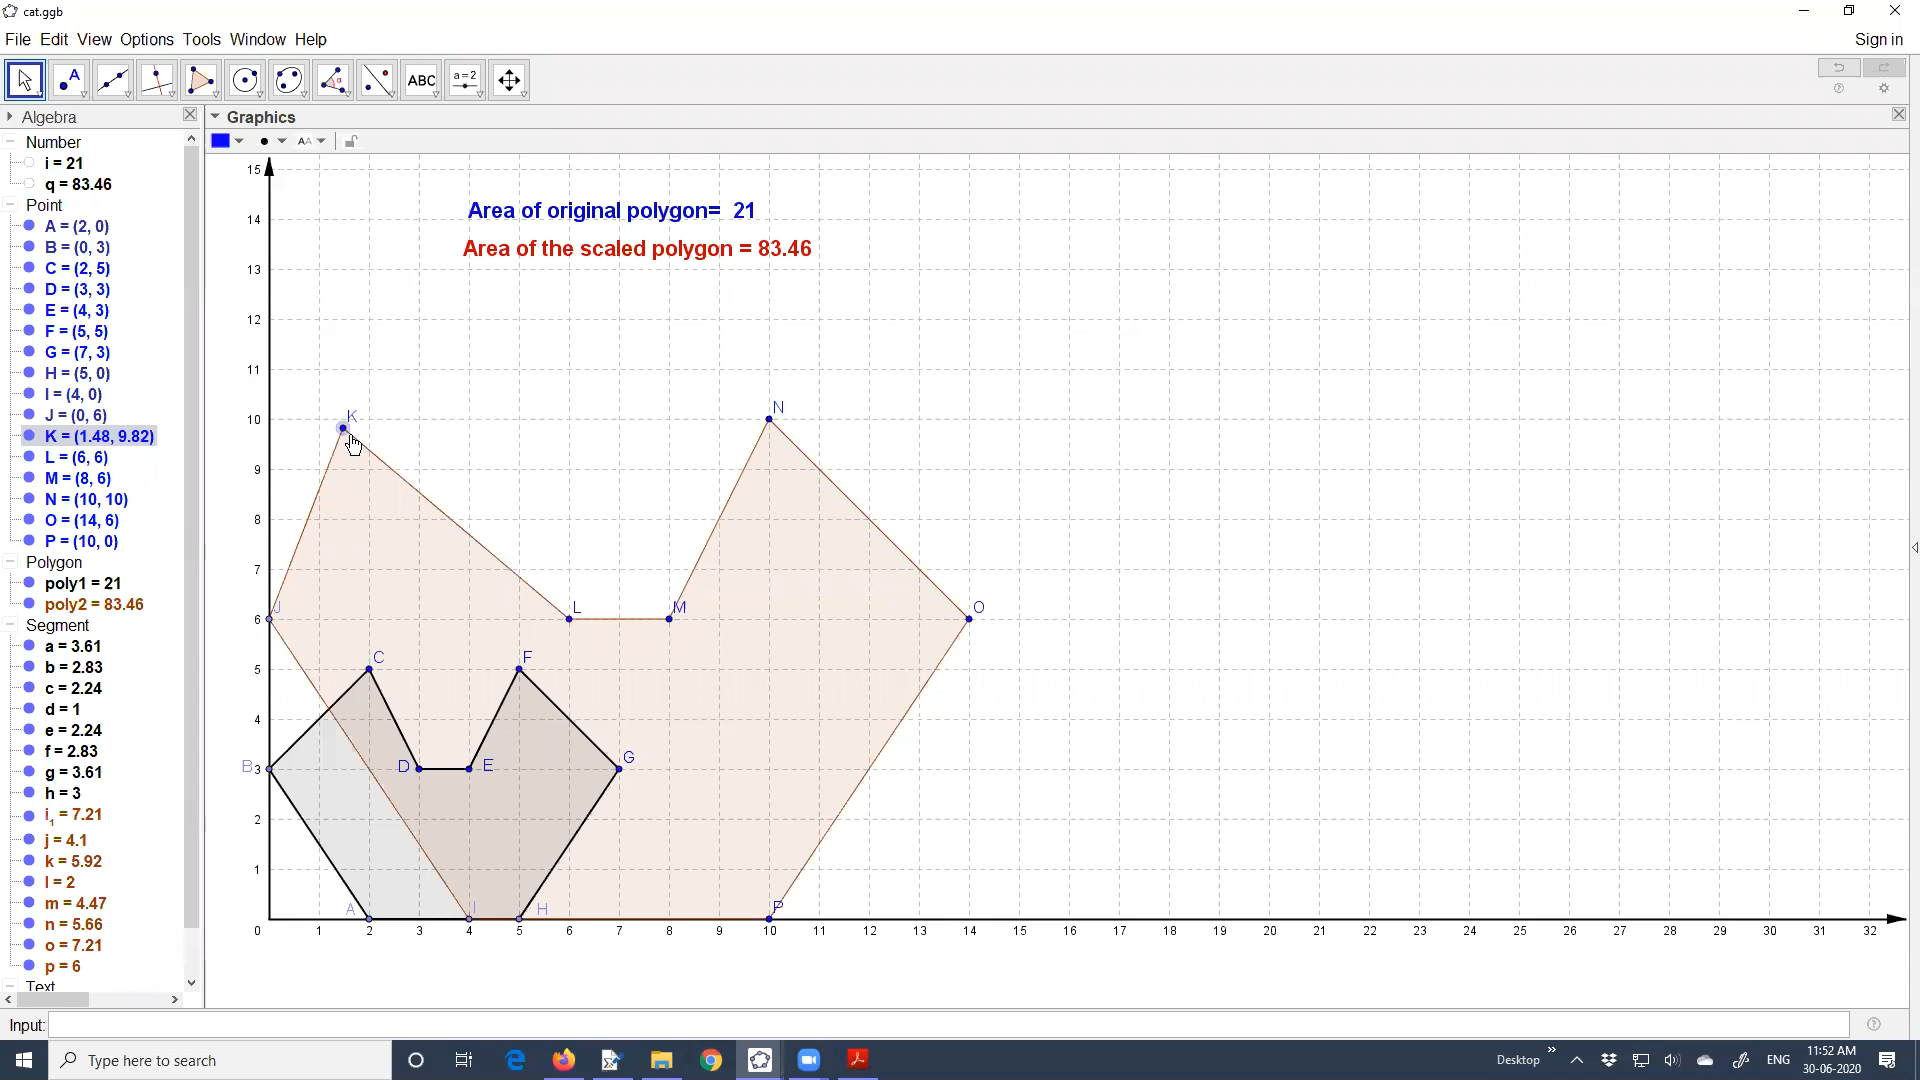 cat.ggb
File Edit View Options Tools Window Help
Sign in
A
ABC
a=2
Algebra
Graphics
AA
Number
i = 21
q = 83.46
Point
A = (2, 0)
B = (0, 3)
C = (2, 5)
D = (3, 3)
E = (4, 3)
F = (5, 5)
G = (7, 3)
H = (5, 0)
I = (4, 0)
J = (0, 6)
K = (1.48, 9.82)
L = (6, 6)
M = (8, 6)
N = (10, 10)
O = (14, 6)
P = (10, 0)
Polygon
poly1 = 21
poly2 = 83.46
Segment
a = 3.61
b = 2.83
c = 2.24
d = 1
e = 2.24
f = 2.83
g = 3.61
h = 3
i₁ = 7.21
j = 4.1
k = 5.92
l = 2
m = 4.47
n = 5.66
o = 7.21
p = 6
Text
Area of original polygon= 21
Area of the scaled polygon = 83.46
15
14
13
12
11
10
9
8
7
6
5
4
3
2
1
K
N
J
L
M
O
C
F
B
D
E
G
A
I
H
P
0 1 2 3 4 5 6 7 8 9 10 11 12 13 14 15 16 17 18 19 20 21 22 23 24 25 26 27 28 29 30 31 32
Input:
Type here to search
Desktop
ENG
11:52 AM
30-06-2020